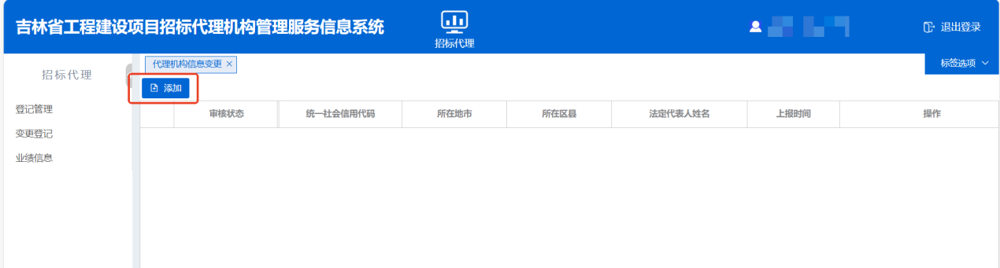 吉林省工程建设项目招标代理机构管理服务信息系统
招标代理
退出登录
招标代理
代理机构信息变更 ×
标签选项
添加
审核状态 统一社会信用代码 所在地市 所在区县 法定代表人姓名 上报时间 操作
登记管理
变更登记
业绩信息